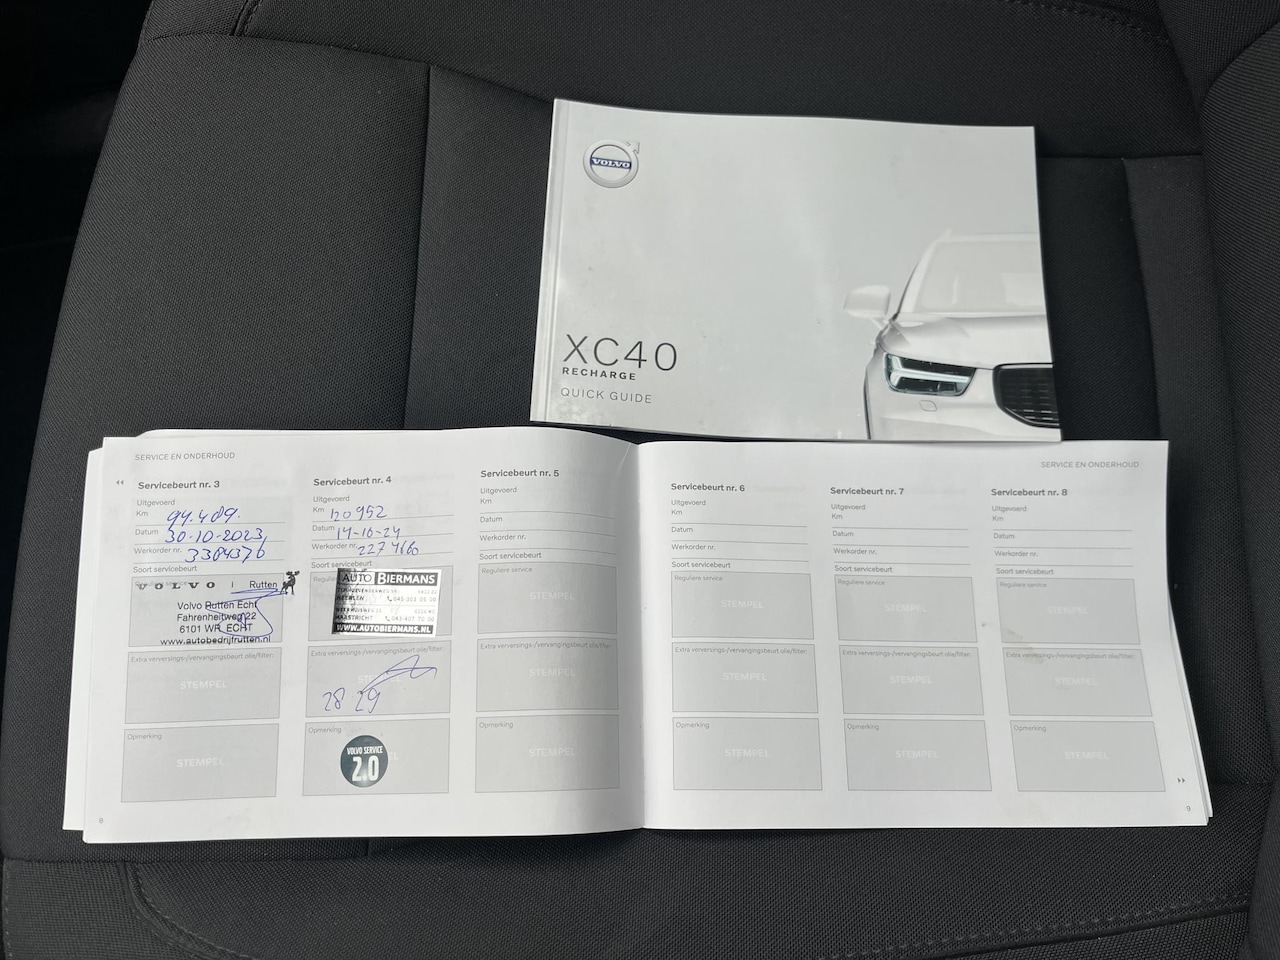 VOLVO
XC40
RECHARGE
QUICK GUIDE
SERVICE EN ONDERHOUD
Servicebeurt nr. 3
Uitgevoerd
Km 94.489.
Datum 30-10-2023,
Werkorder nr. 3384376
Soort servicebeurt
Reguliere service
VOLVO | Rutten
Volvo Rutten Echt
Fahrenheitweg 22
6101 WR ECHT
www.autobedrijfrutten.nl
Extra verversings-/vervangingsbeurt olie/filter:
STEMPEL
Opmerking
STEMPEL
8
Servicebeurt nr. 4
Uitgevoerd
Km 120952
Datum 14-10-24
Werkorder nr. 2274660
Soort servicebeurt
AUTO BIERMANS
HEERLEN
MAASTRICHT
WWW.AUTOBIERMANS.NL
Extra verversings-/vervangingsbeurt olie/filter:
28 29
Opmerking
VOLVO SERVICE
2.0
Servicebeurt nr. 5
Uitgevoerd
Km
Datum
Werkorder nr.
Soort servicebeurt
Reguliere service
STEMPEL
Extra verversings-/vervangingsbeurt olie/filter:
STEMPEL
Opmerking
STEMPEL
SERVICE EN ONDERHOUD
Servicebeurt nr. 6
Uitgevoerd
Km
Datum
Werkorder nr.
Soort servicebeurt
Reguliere service
STEMPEL
Extra verversings-/vervangingsbeurt olie/filter:
STEMPEL
Opmerking
STEMPEL
Servicebeurt nr. 7
Uitgevoerd
Km
Datum
Werkorder nr.
Soort servicebeurt
Reguliere service
STEMPEL
Extra verversings-/vervangingsbeurt olie/filter:
STEMPEL
Opmerking
STEMPEL
Servicebeurt nr. 8
Uitgevoerd
Km
Datum
Werkorder nr.
Soort servicebeurt
Reguliere service
STEMPEL
Extra verversings-/vervangingsbeurt olie/filter:
STEMPEL
Opmerking
STEMPEL
9